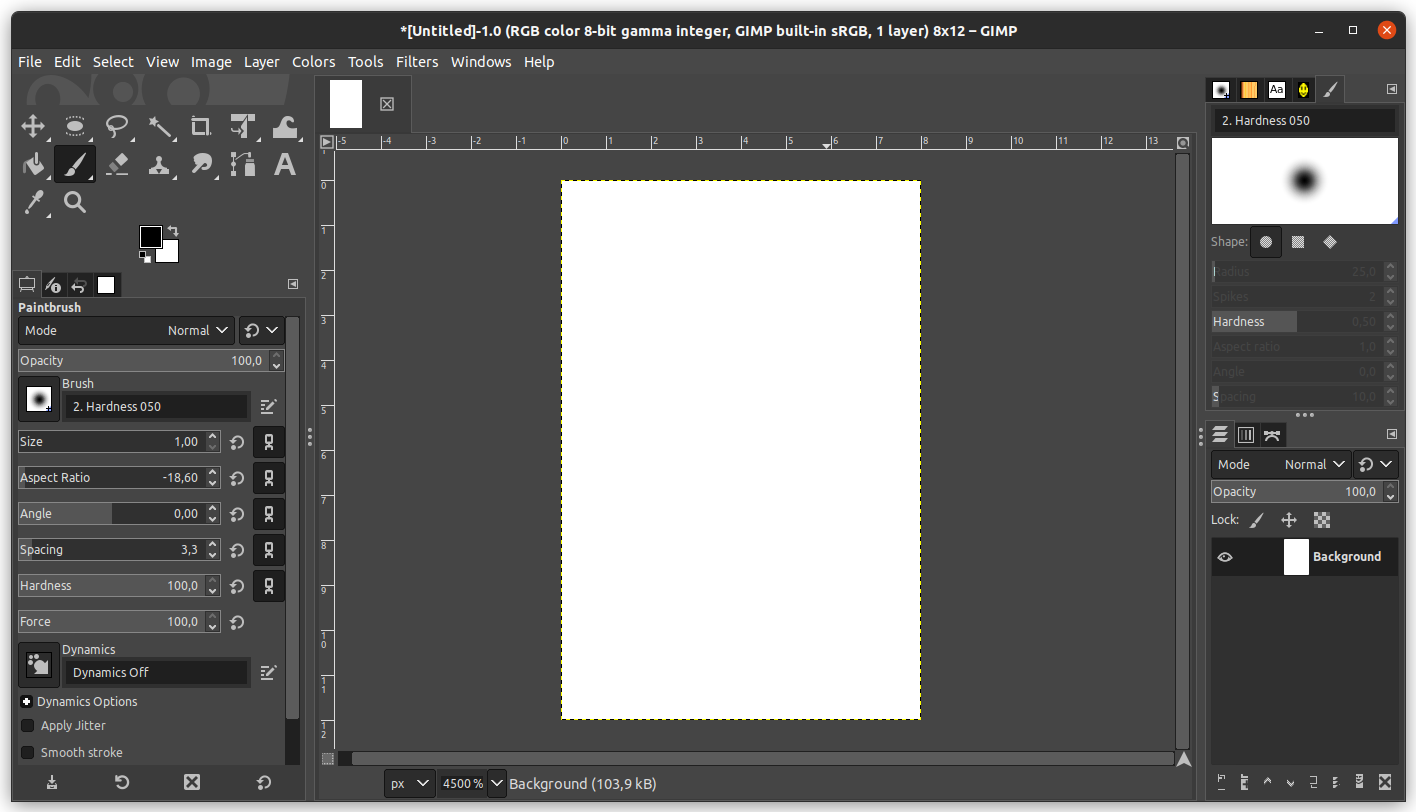 *[Untitled]-1.0 (RGB color 8-bit gamma integer, GIMP built-in sRGB, 1 layer) 8x12 – GIMP
File Edit Select View Image Layer Colors Tools Filters Windows Help
Paintbrush
Mode Normal
Opacity 100,0
Brush
2. Hardness 050
Size 1,00
Aspect Ratio -18,60
Angle 0,00
Spacing 3,3
Hardness 100,0
Force 100,0
Dynamics
Dynamics Off
Dynamics Options
Apply Jitter
Smooth stroke
-5 -4 -3 -2 -1 0 1 2 3 4 5 6 7 8 9 10 11 12 13
0
1
2
3
4
5
6
7
8
9
10
11
12
px 4500 % Background (103,9 kB)
Aa
2. Hardness 050
Shape:
Radius 25,0
Spikes 2
Hardness 0,50
Aspect ratio 1,0
Angle 0,0
Spacing 10,0
Mode Normal
Opacity 100,0
Lock:
Background